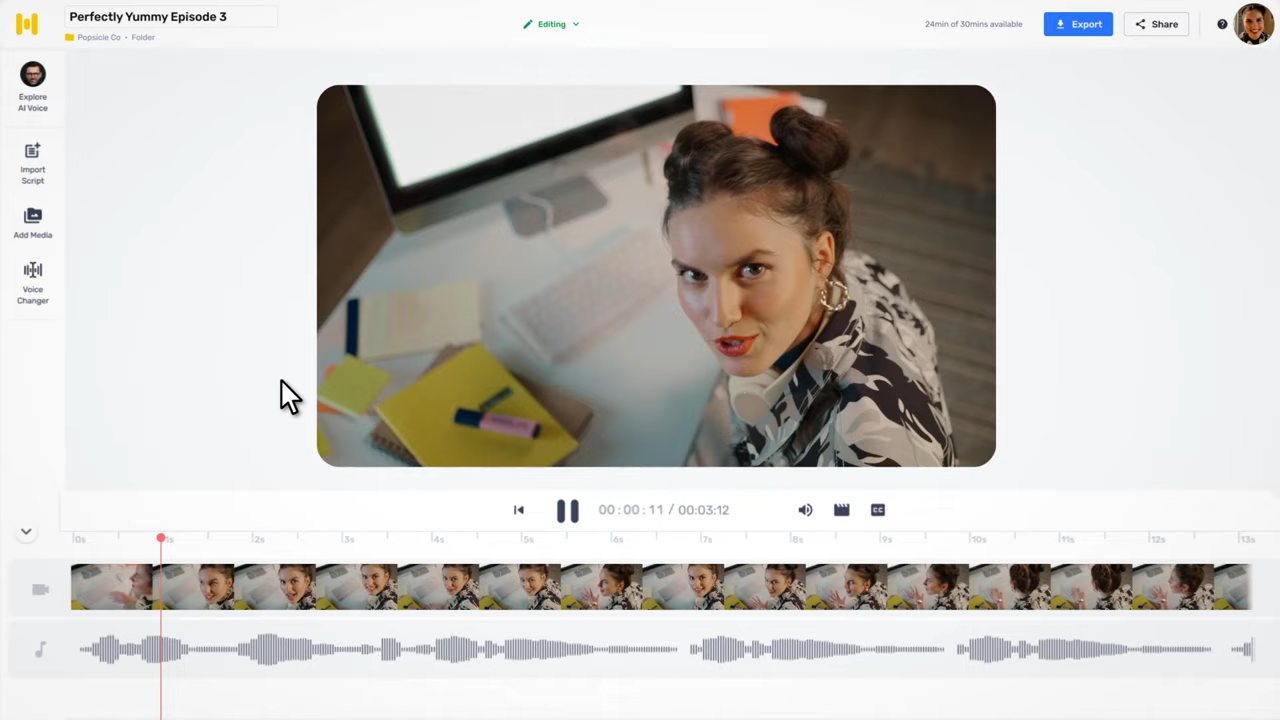 Perfectly Yummy Episode 3
Popsicle Co • Folder
Editing
24min of 30mins available
Export
Share
?
Explore
AI Voice
Import
Script
Add Media
Voice
Changer
00:00:11 / 00:03:12
CC
0s 1s 2s 3s 4s 5s 6s 7s 8s 9s 10s 11s 12s 13s